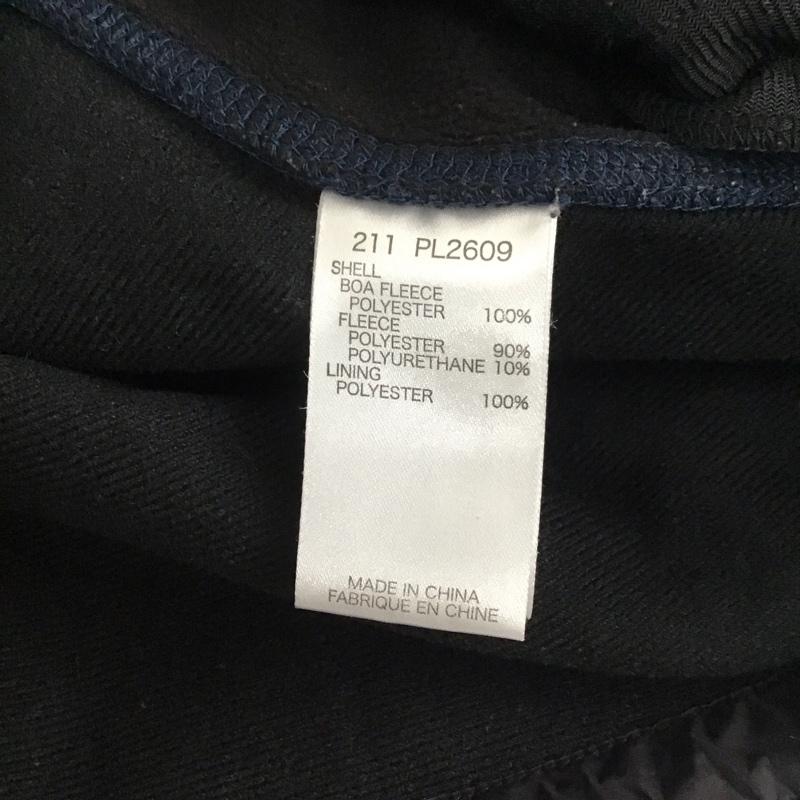 211 PL2609
SHELL
BOA FLEECE
POLYESTER 100%
FLEECE
POLYESTER 90%
POLYURETHANE 10%
LINING
POLYESTER 100%
MADE IN CHINA
FABRIQUE EN CHINE